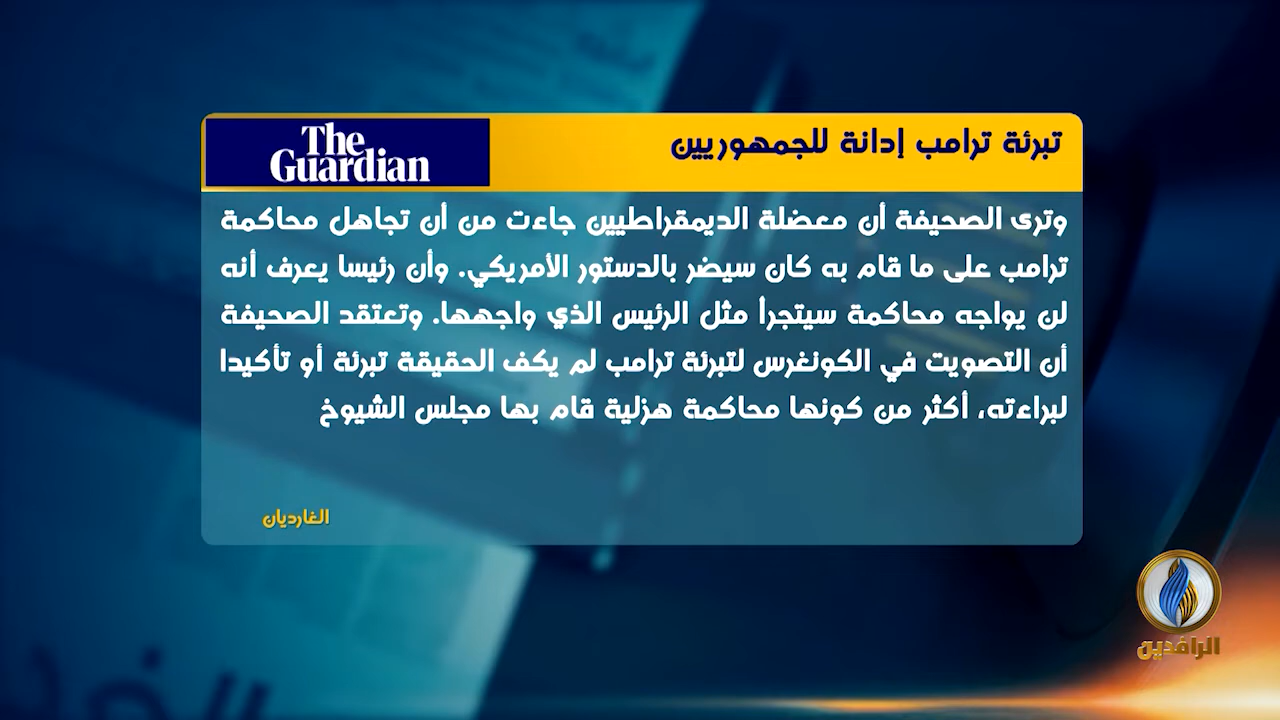 The
Guardian
تبرئة ترامب إدانة للجمهوريين
وترى الصحيفة أن معضلة الديمقراطيين جاءت من أن تجاهل محاكمة
ترامب على ما قام به كان سيضر بالدستور الأمريكي. وأن رئيسا يعرف أنه
لن يواجه محاكمة سيتجرأ مثل الرئيس الذي واجهها. وتعتقد الصحيفة
أن التصويت في الكونغرس لتبرئة ترامب لم يكف الحقيقة تبرئة أو تأكيدا
لبراءته، أكثر من كونها محاكمة هزلية قام بها مجلس الشيوخ
الغارديان
الرافدين